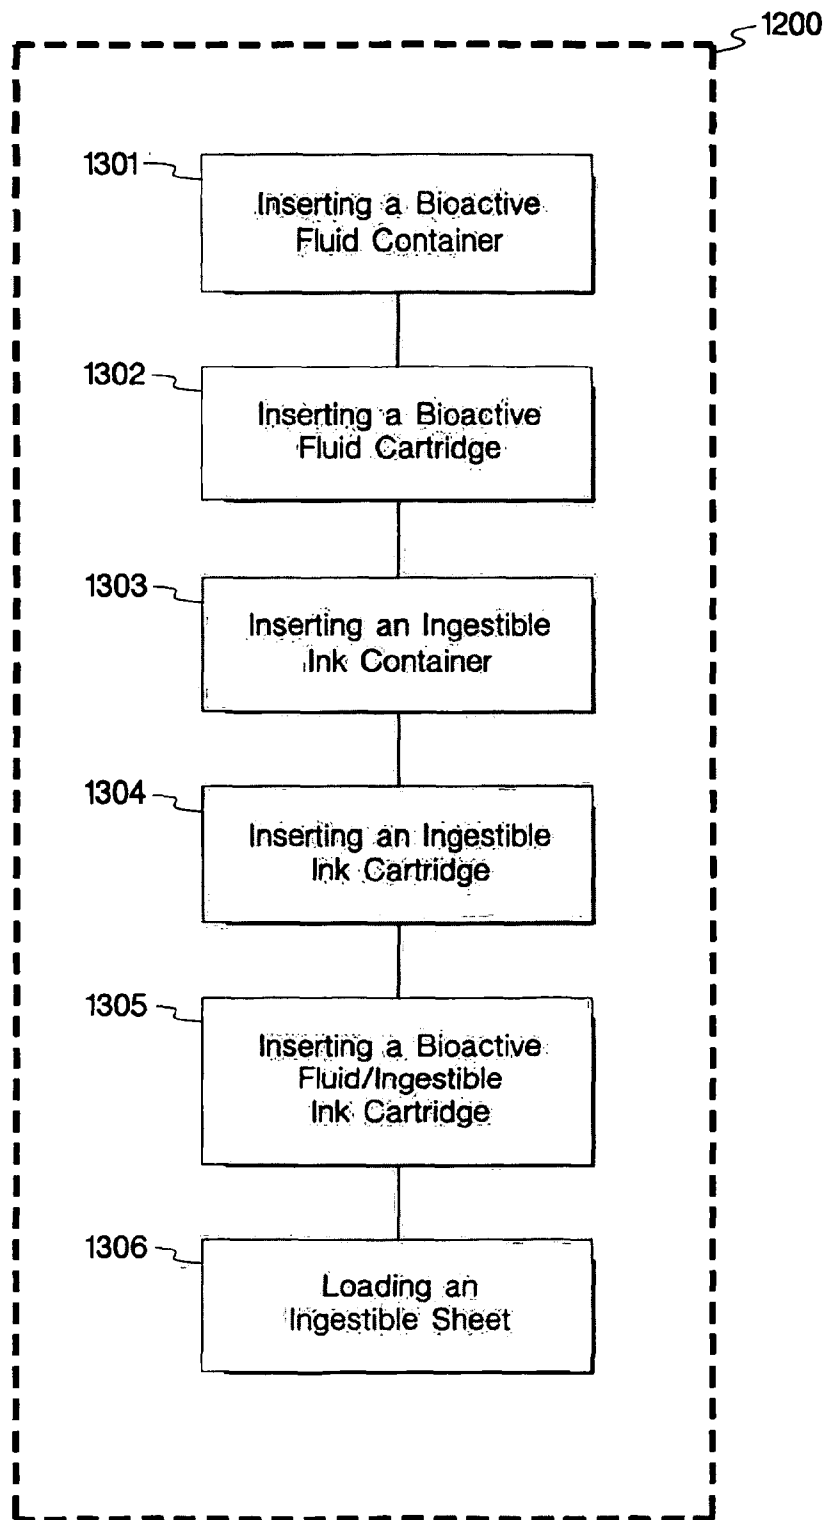 1200
1301
Inserting a Bioactive
Fluid Container
1302
Inserting a Bioactive
Fluid Cartridge
1303
Inserting an Ingestible
Ink Container
1304
Inserting an Ingestible
Ink Cartridge
1305
Inserting a Bioactive
Fluid/Ingestible
Ink Cartridge
1306
Loading an
Ingestible Sheet